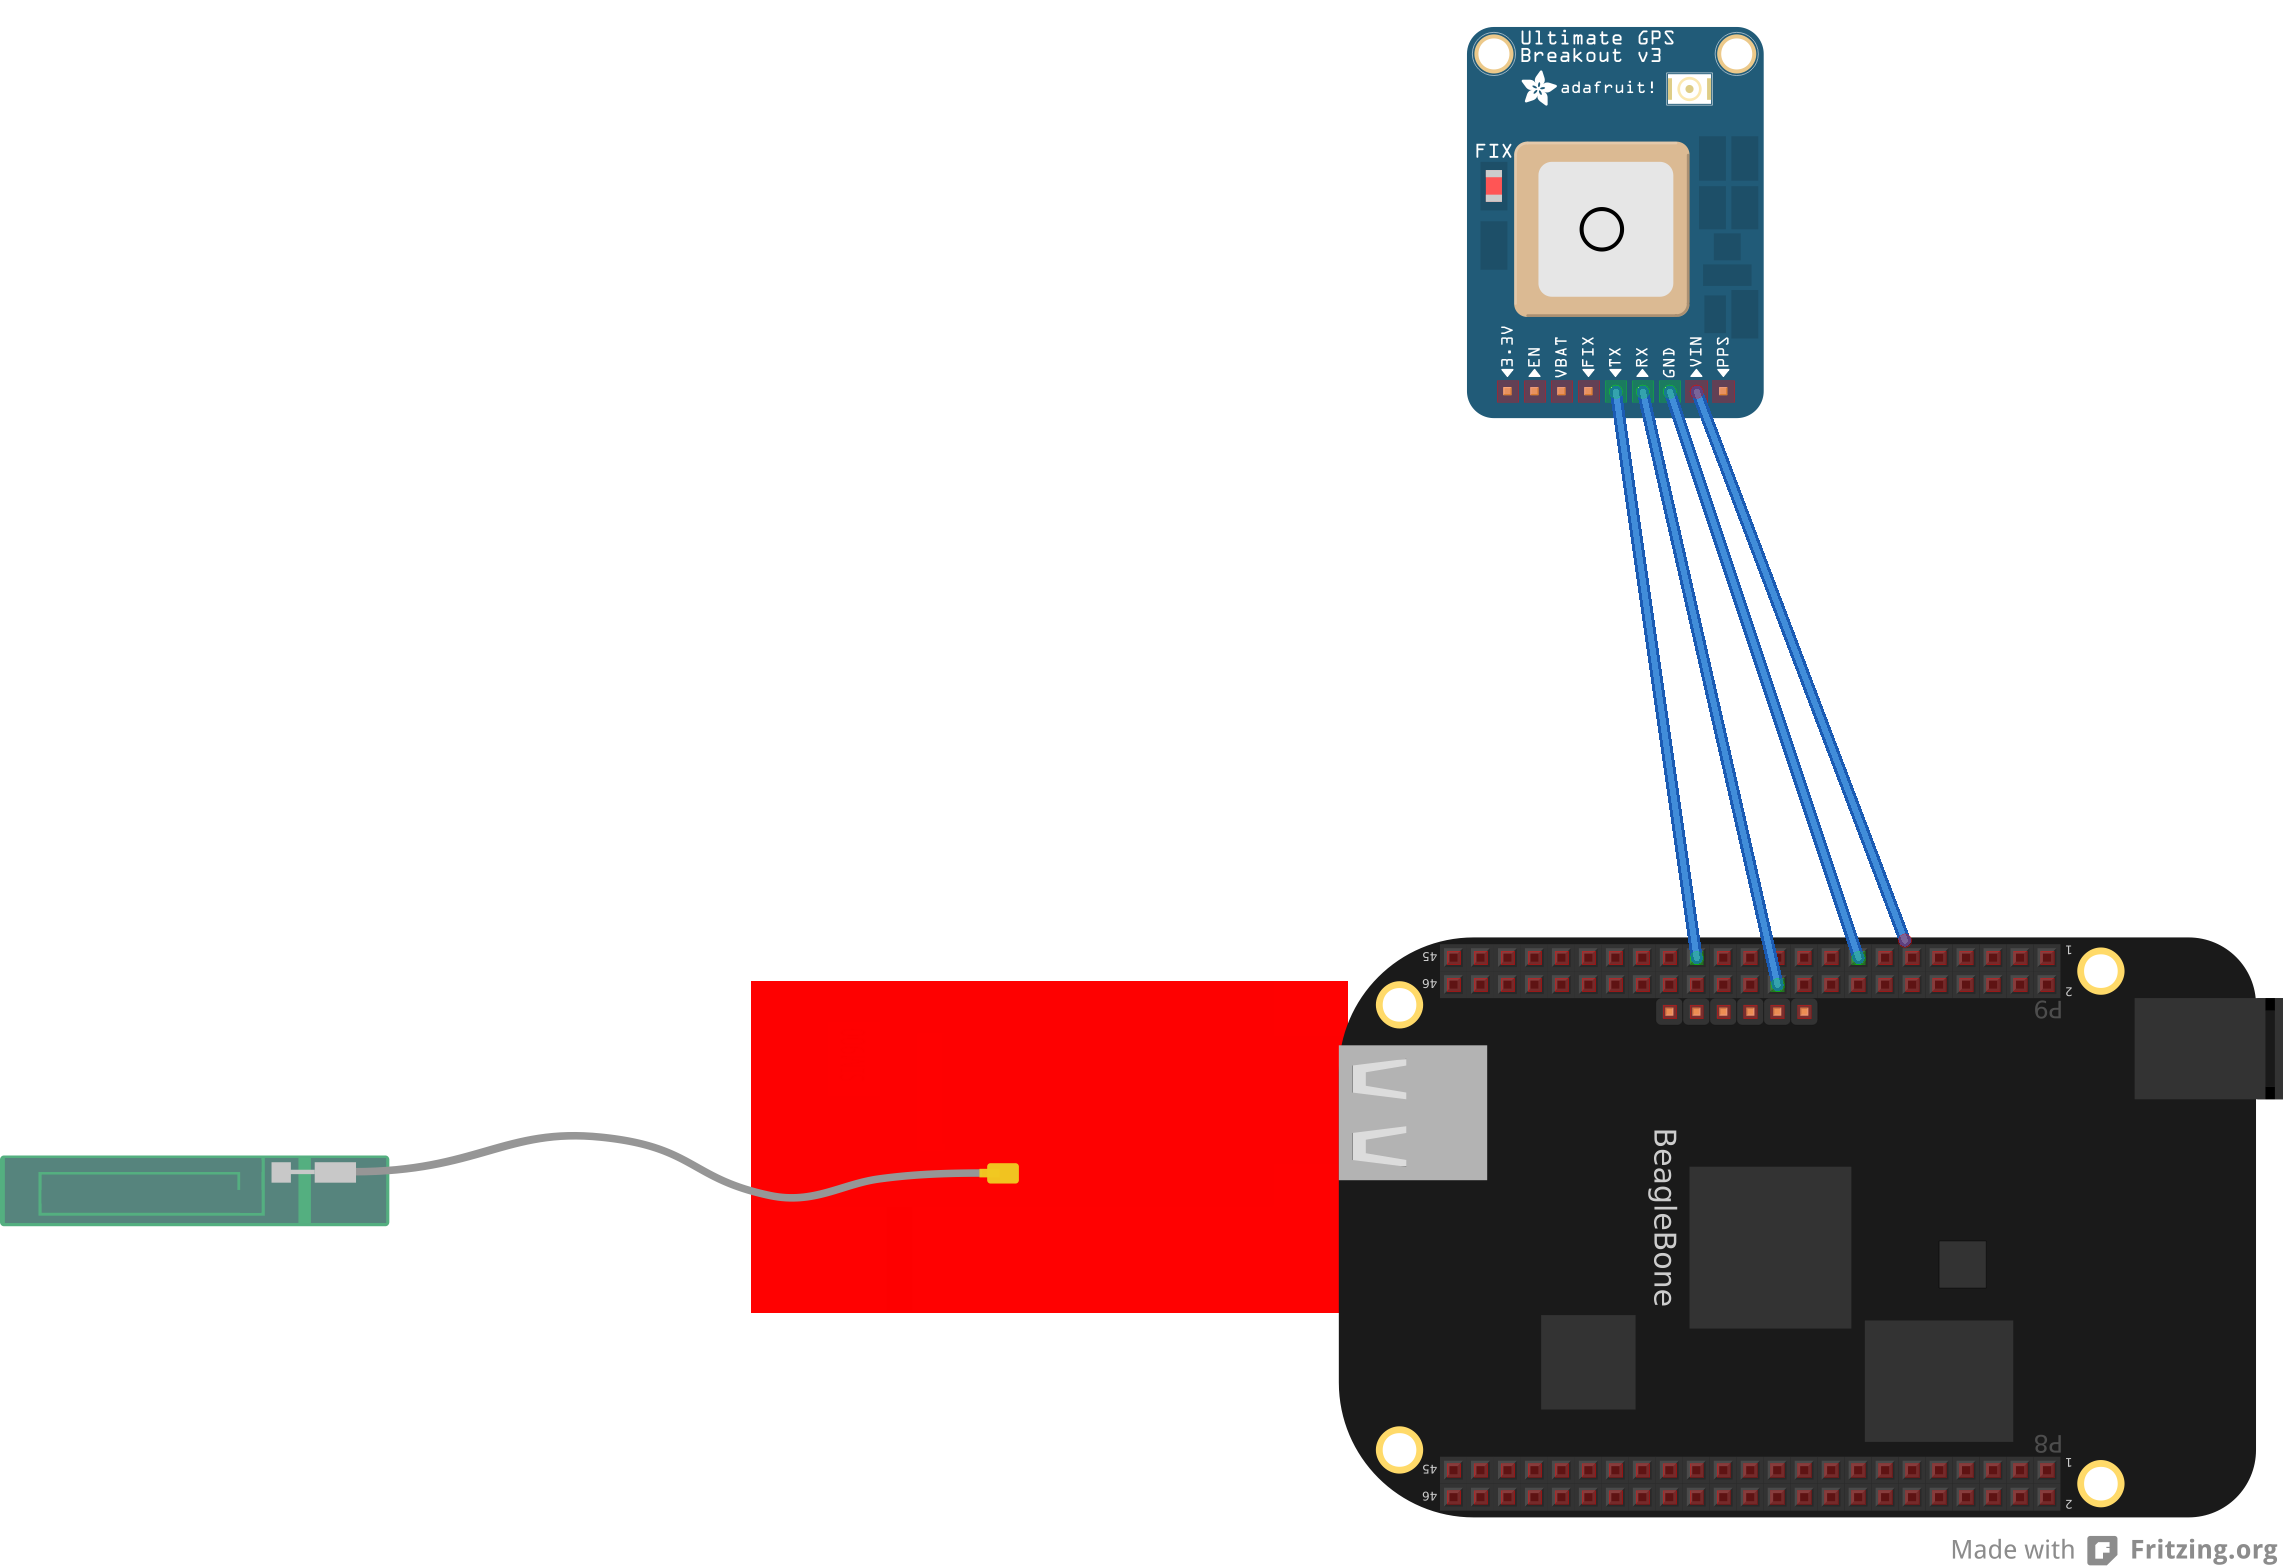 Ultimate GPS
Breakout v3
adafruit!
FIX
3.3V
EN
VBAT
FIX
TX
RX
GND
VIN
PPS
45
1
46
2
P9
BeagleBone
P8
45
1
46
2
Made with Fritzing.org